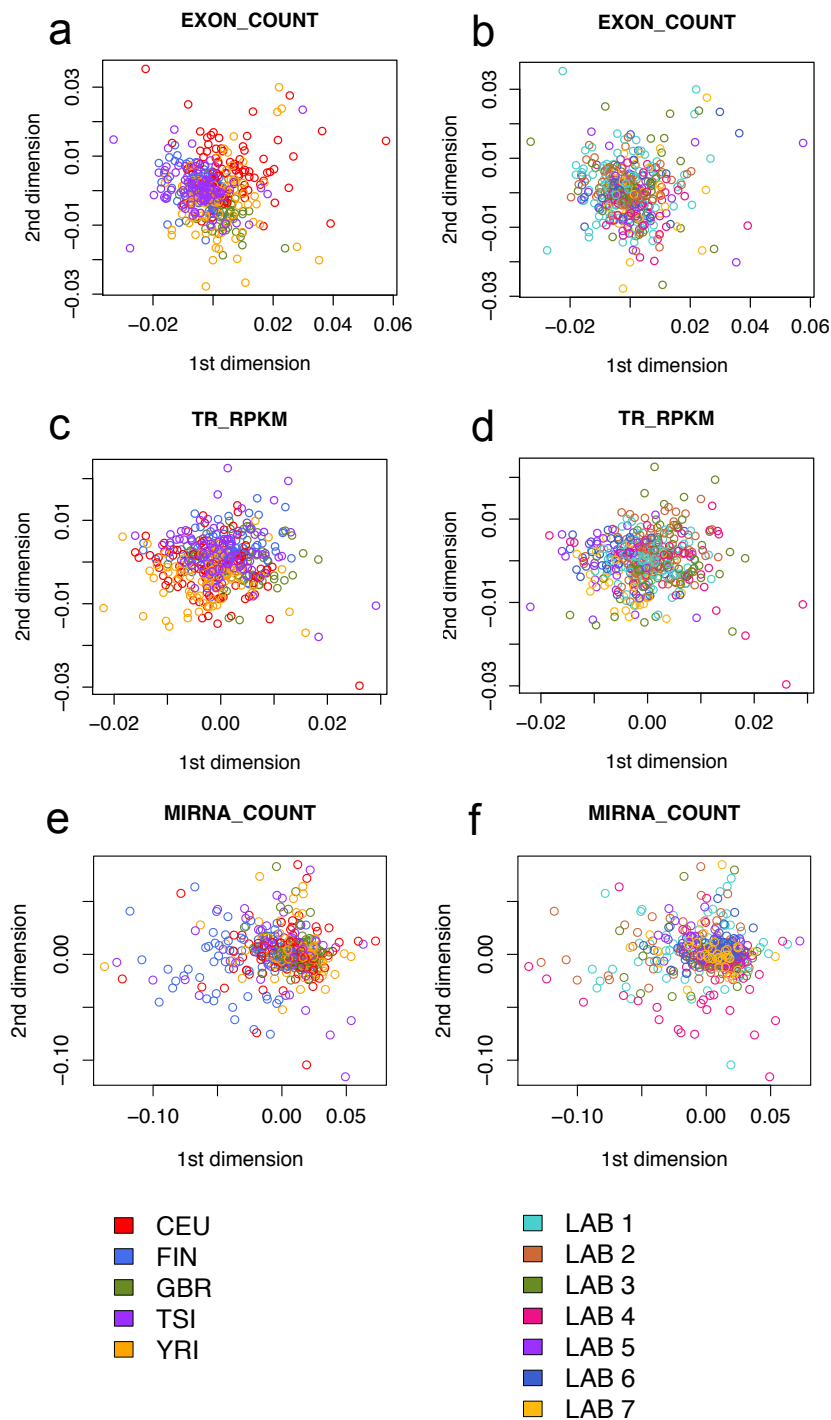 a
EXON_COUNT
2nd dimension
0.03
0.01
−0.01
−0.03
−0.02
0.02
0.04
0.06
1st dimension
b
EXON_COUNT
2nd dimension
0.03
0.01
−0.01
−0.03
−0.02
0.02
0.04
0.06
1st dimension
c
TR_RPKM
2nd dimension
0.01
−0.01
−0.03
−0.02
0.00
0.02
1st dimension
d
TR_RPKM
2nd dimension
0.01
−0.01
−0.03
−0.02
0.00
0.02
1st dimension
e
MIRNA_COUNT
2nd dimension
0.00
−0.10
−0.10
0.00
0.05
1st dimension
f
MIRNA_COUNT
2nd dimension
0.00
−0.10
−0.10
0.00
0.05
1st dimension
CEU
FIN
GBR
TSI
YRI
LAB 1
LAB 2
LAB 3
LAB 4
LAB 5
LAB 6
LAB 7